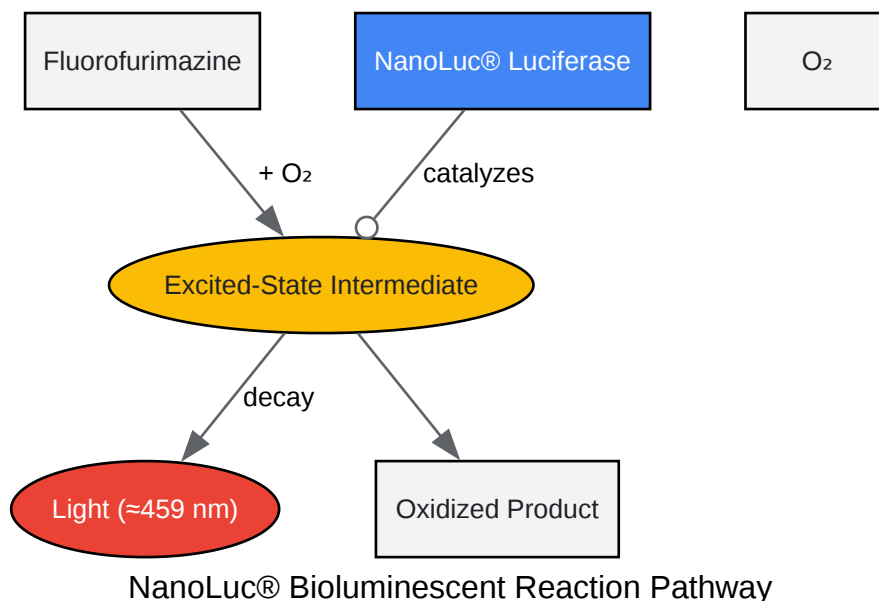 Fluorofurimazine
NanoLuc® Luciferase
O₂
+ O₂
catalyzes
Excited-State Intermediate
decay
Light (≈459 nm)
Oxidized Product
NanoLuc® Bioluminescent Reaction Pathway